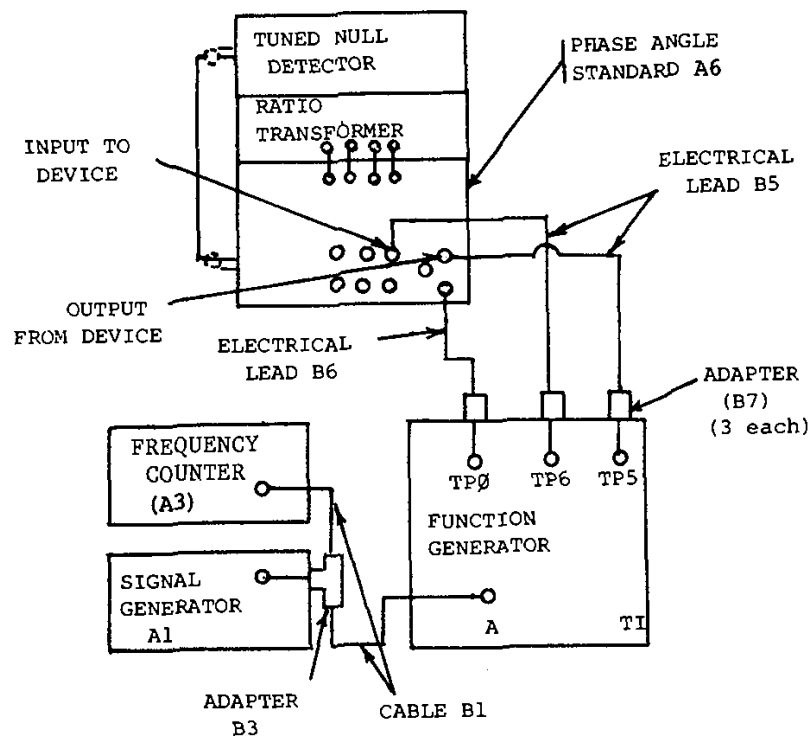 TUNED NULL
DETECTOR
PHASE ANGLE
STANDARD A6
RATIO
TRANSFORMER
INPUT TO
DEVICE
ELECTRICAL
LEAD B5
OUTPUT
FROM DEVICE
ELECTRICAL
LEAD B6
ADAPTER
(B7)
(3 each)
FREQUENCY
COUNTER
(A3)
TPØ
TP6
TP5
FUNCTION
GENERATOR
SIGNAL
GENERATOR
A1
A
TI
ADAPTER
B3
CABLE B1